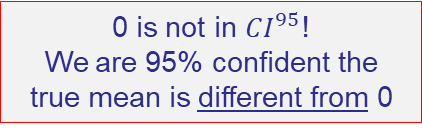 0 is not in CI⁹⁵!
We are 95% confident the
true mean is different from 0